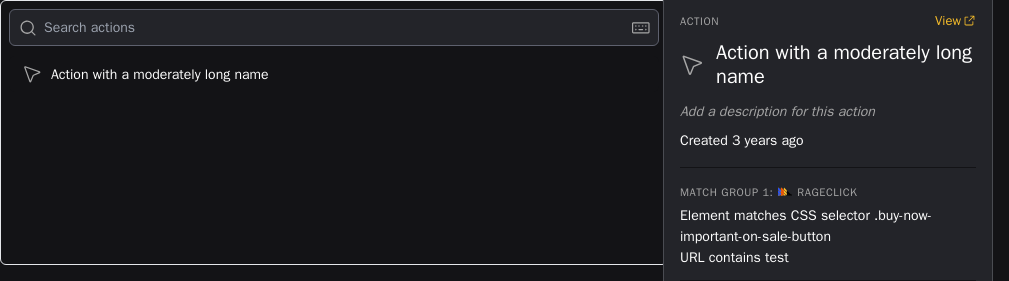 Search actions
Action with a moderately long name
ACTION
View
Action with a moderately long
name
Add a description for this action
Created 3 years ago
MATCH GROUP 1: RAGECLICK
Element matches CSS selector .buy-now-
important-on-sale-button
URL contains test